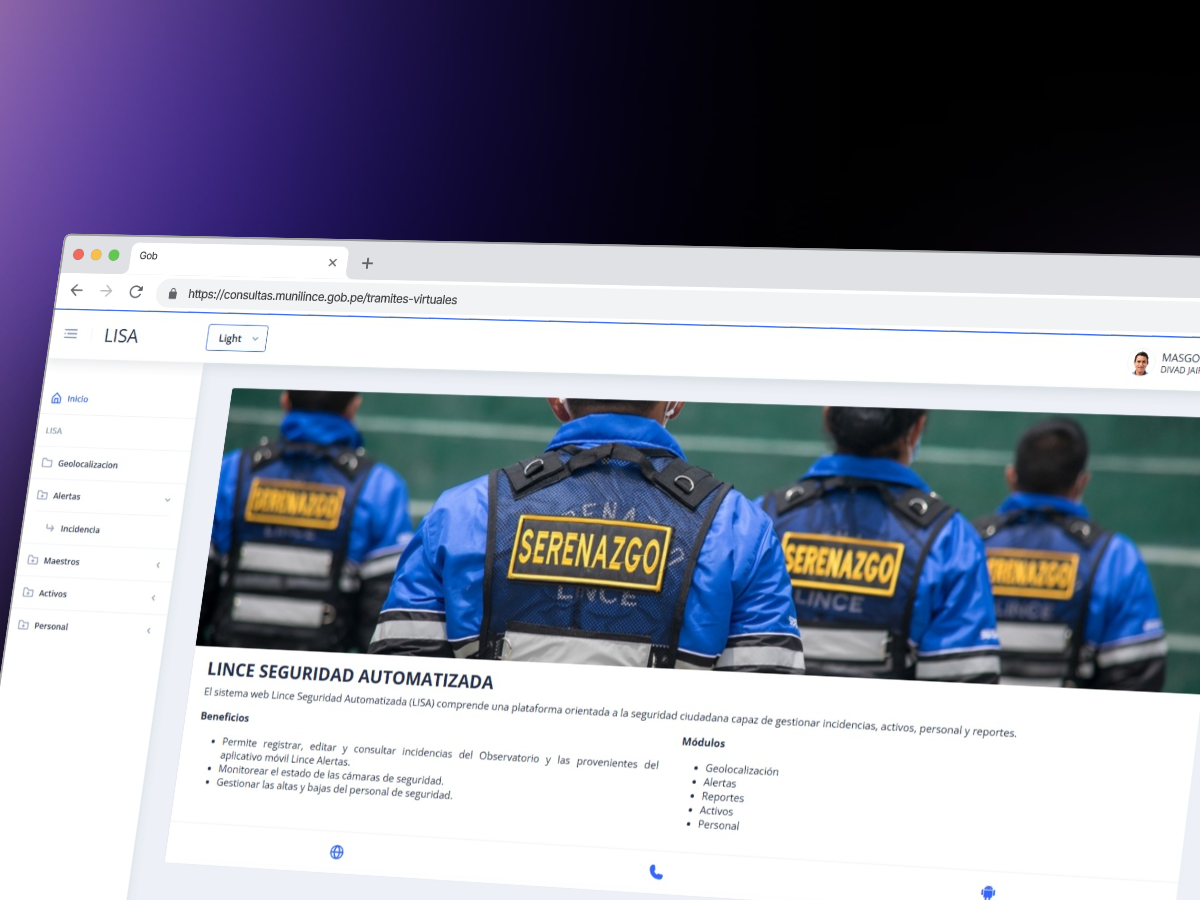 Gob
https://consultas.munilince.gob.pe/tramites-virtuales
LISA
Light
MASGO
DIVAD JAIR
Inicio
LISA
Geolocalizacion
Alertas
Incidencia
Maestros
Activos
Personal
SERENAZGO
SERENAZGO
LINCE
SERENAZGO
LINCE
SERENAZGO
LINCE
LINCE SEGURIDAD AUTOMATIZADA
El sistema web Lince Seguridad Automatizada (LISA) comprende una plataforma orientada a la seguridad ciudadana capaz de gestionar incidencias, activos, personal y reportes.
Beneficios
• Permite registrar, editar y consultar incidencias del Observatorio y las provenientes del
aplicativo móvil Lince Alertas.
• Monitorear el estado de las cámaras de seguridad.
• Gestionar las altas y bajas del personal de seguridad.
Módulos
• Geolocalización
• Alertas
• Reportes
• Activos
• Personal